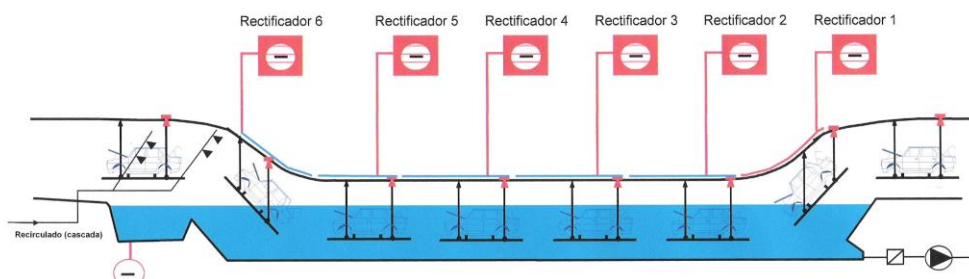 Rectificador 6
Rectificador 5
Rectificador 4
Rectificador 3
Rectificador 2
Rectificador 1
Recirculado (cascada)